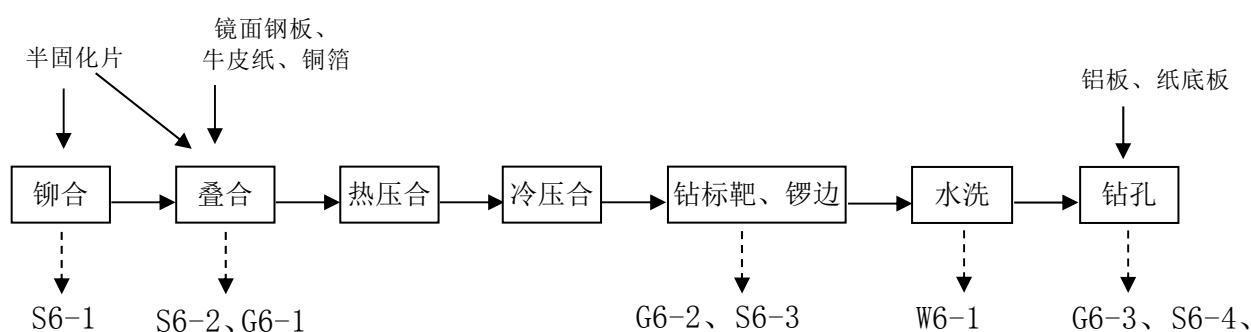 镜面钢板、
牛皮纸、铜箔
半固化片
铝板、纸底板
铆合
叠合
热压合
冷压合
钻标靶、锣边
水洗
钻孔
S6-1
S6-2、G6-1
G6-2、S6-3
W6-1
G6-3、S6-4、